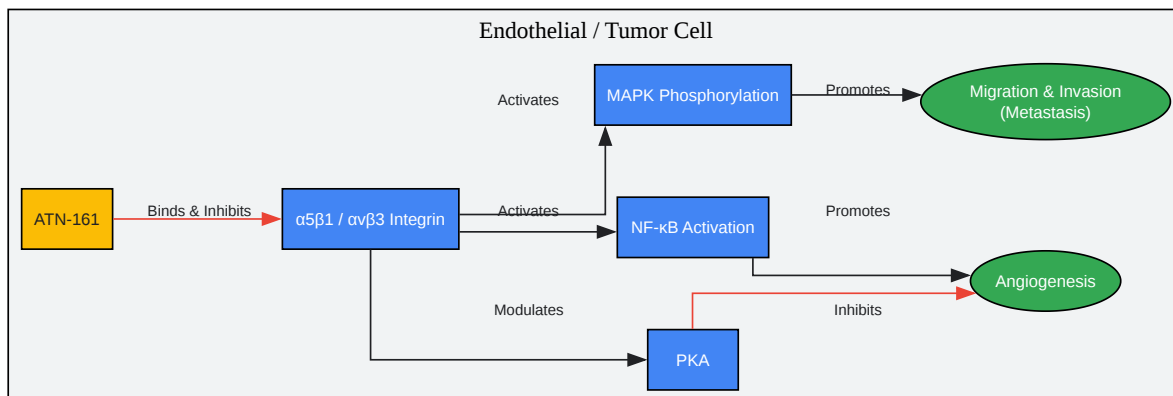 Endothelial / Tumor Cell
Activates
MAPK Phosphorylation
Promotes
Migration & Invasion
(Metastasis)
ATN-161
Binds & Inhibits
α5β1 / αvβ3 Integrin
Activates
NF-κB Activation
Promotes
Angiogenesis
Modulates
Inhibits
PKA